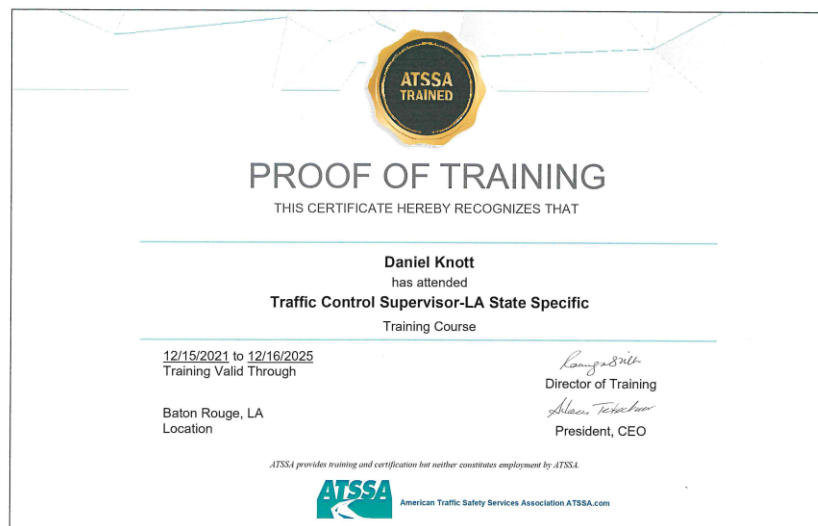 ATSSA
TRAINED
PROOF OF TRAINING
THIS CERTIFICATE HEREBY RECOGNIZES THAT
Daniel Knott
has attended
Traffic Control Supervisor-LA State Specific
Training Course
12/15/2021 to 12/16/2025
Training Valid Through
Director of Training
Baton Rouge, LA
Location
President, CEO
ATSSA provides training and certification but neither constitutes employment by ATSSA.
ATSSA
American Traffic Safety Services Association ATSSA.com